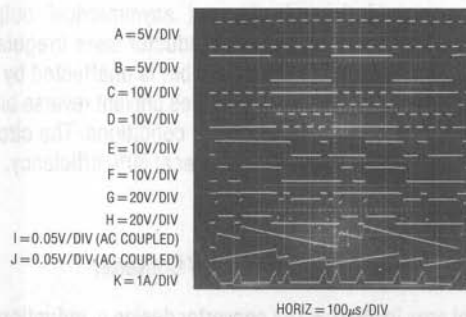 asymmetrical
A=5V/DIV
B=5V/DIV
C=10V/DIV
D=10V/DIV
E=10V/DIV
F=10V/DIV
G=20V/DIV
H=20V/DIV
I=0.05V/DIV (AC COUPLED)
J=0.05V/DIV (AC COUPLED)
K=1A/DIV
HORIZ=100µs/DIV